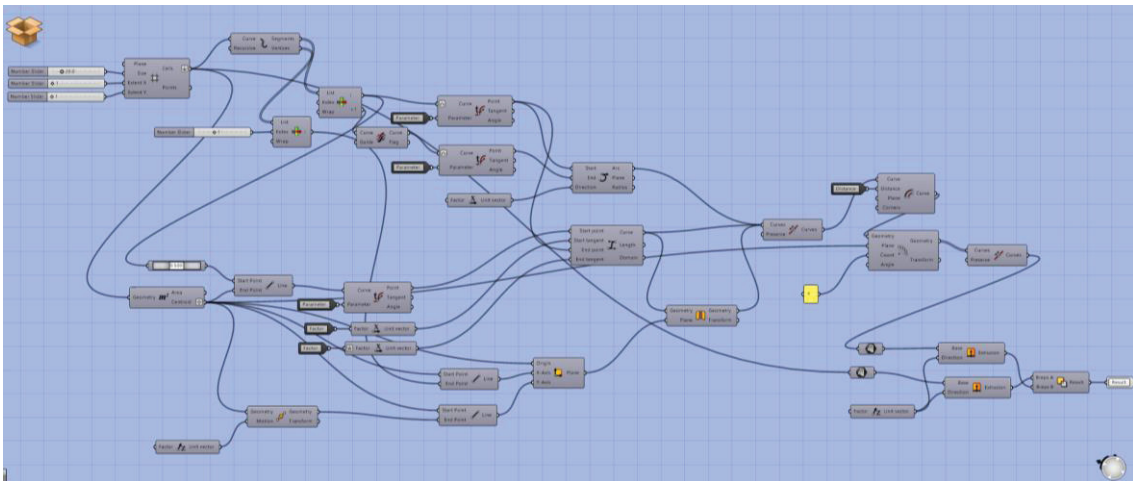 Plane
Size
Extent X
Extent Y
Cells
Points
Number Slider
Number Slider
Number Slider
Curve
Recursive
Segments
Vertices
List
Index
Wrap
i
Number Slider
List
Index
Wrap
Curve
Guide
Curve
Flag
Parameter
Curve
Parameter
Point
Tangent
Angle
Parameter
Curve
Parameter
Point
Tangent
Angle
Factor
Unit vector
Start
End
Direction
Arc
Plane
Radius
Start point
Start tangent
End point
End tangent
Curve
Length
Domain
Curves
Preserve
Curves
Distance
Curve
Distance
Plane
Corners
Curve
Geometry
Plane
Count
Angle
Geometry
Transform
Curves
Preserve
Curves
Geometry
Area
Centroid
Start Point
End Point
Line
Parameter
Curve
Parameter
Point
Tangent
Angle
Factor
Factor
Unit vector
Factor
Factor
Unit vector
Geometry
Plane
Geometry
Transform
Start Point
End Point
Line
Origin
X-Axis
Y-Axis
Plane
Start Point
End Point
Line
Geometry
Motion
Geometry
Transform
Factor
Unit vector
Base
Direction
Extrusion
Base
Direction
Extrusion
Breps A
Breps B
Result
Result
Factor
Unit vector